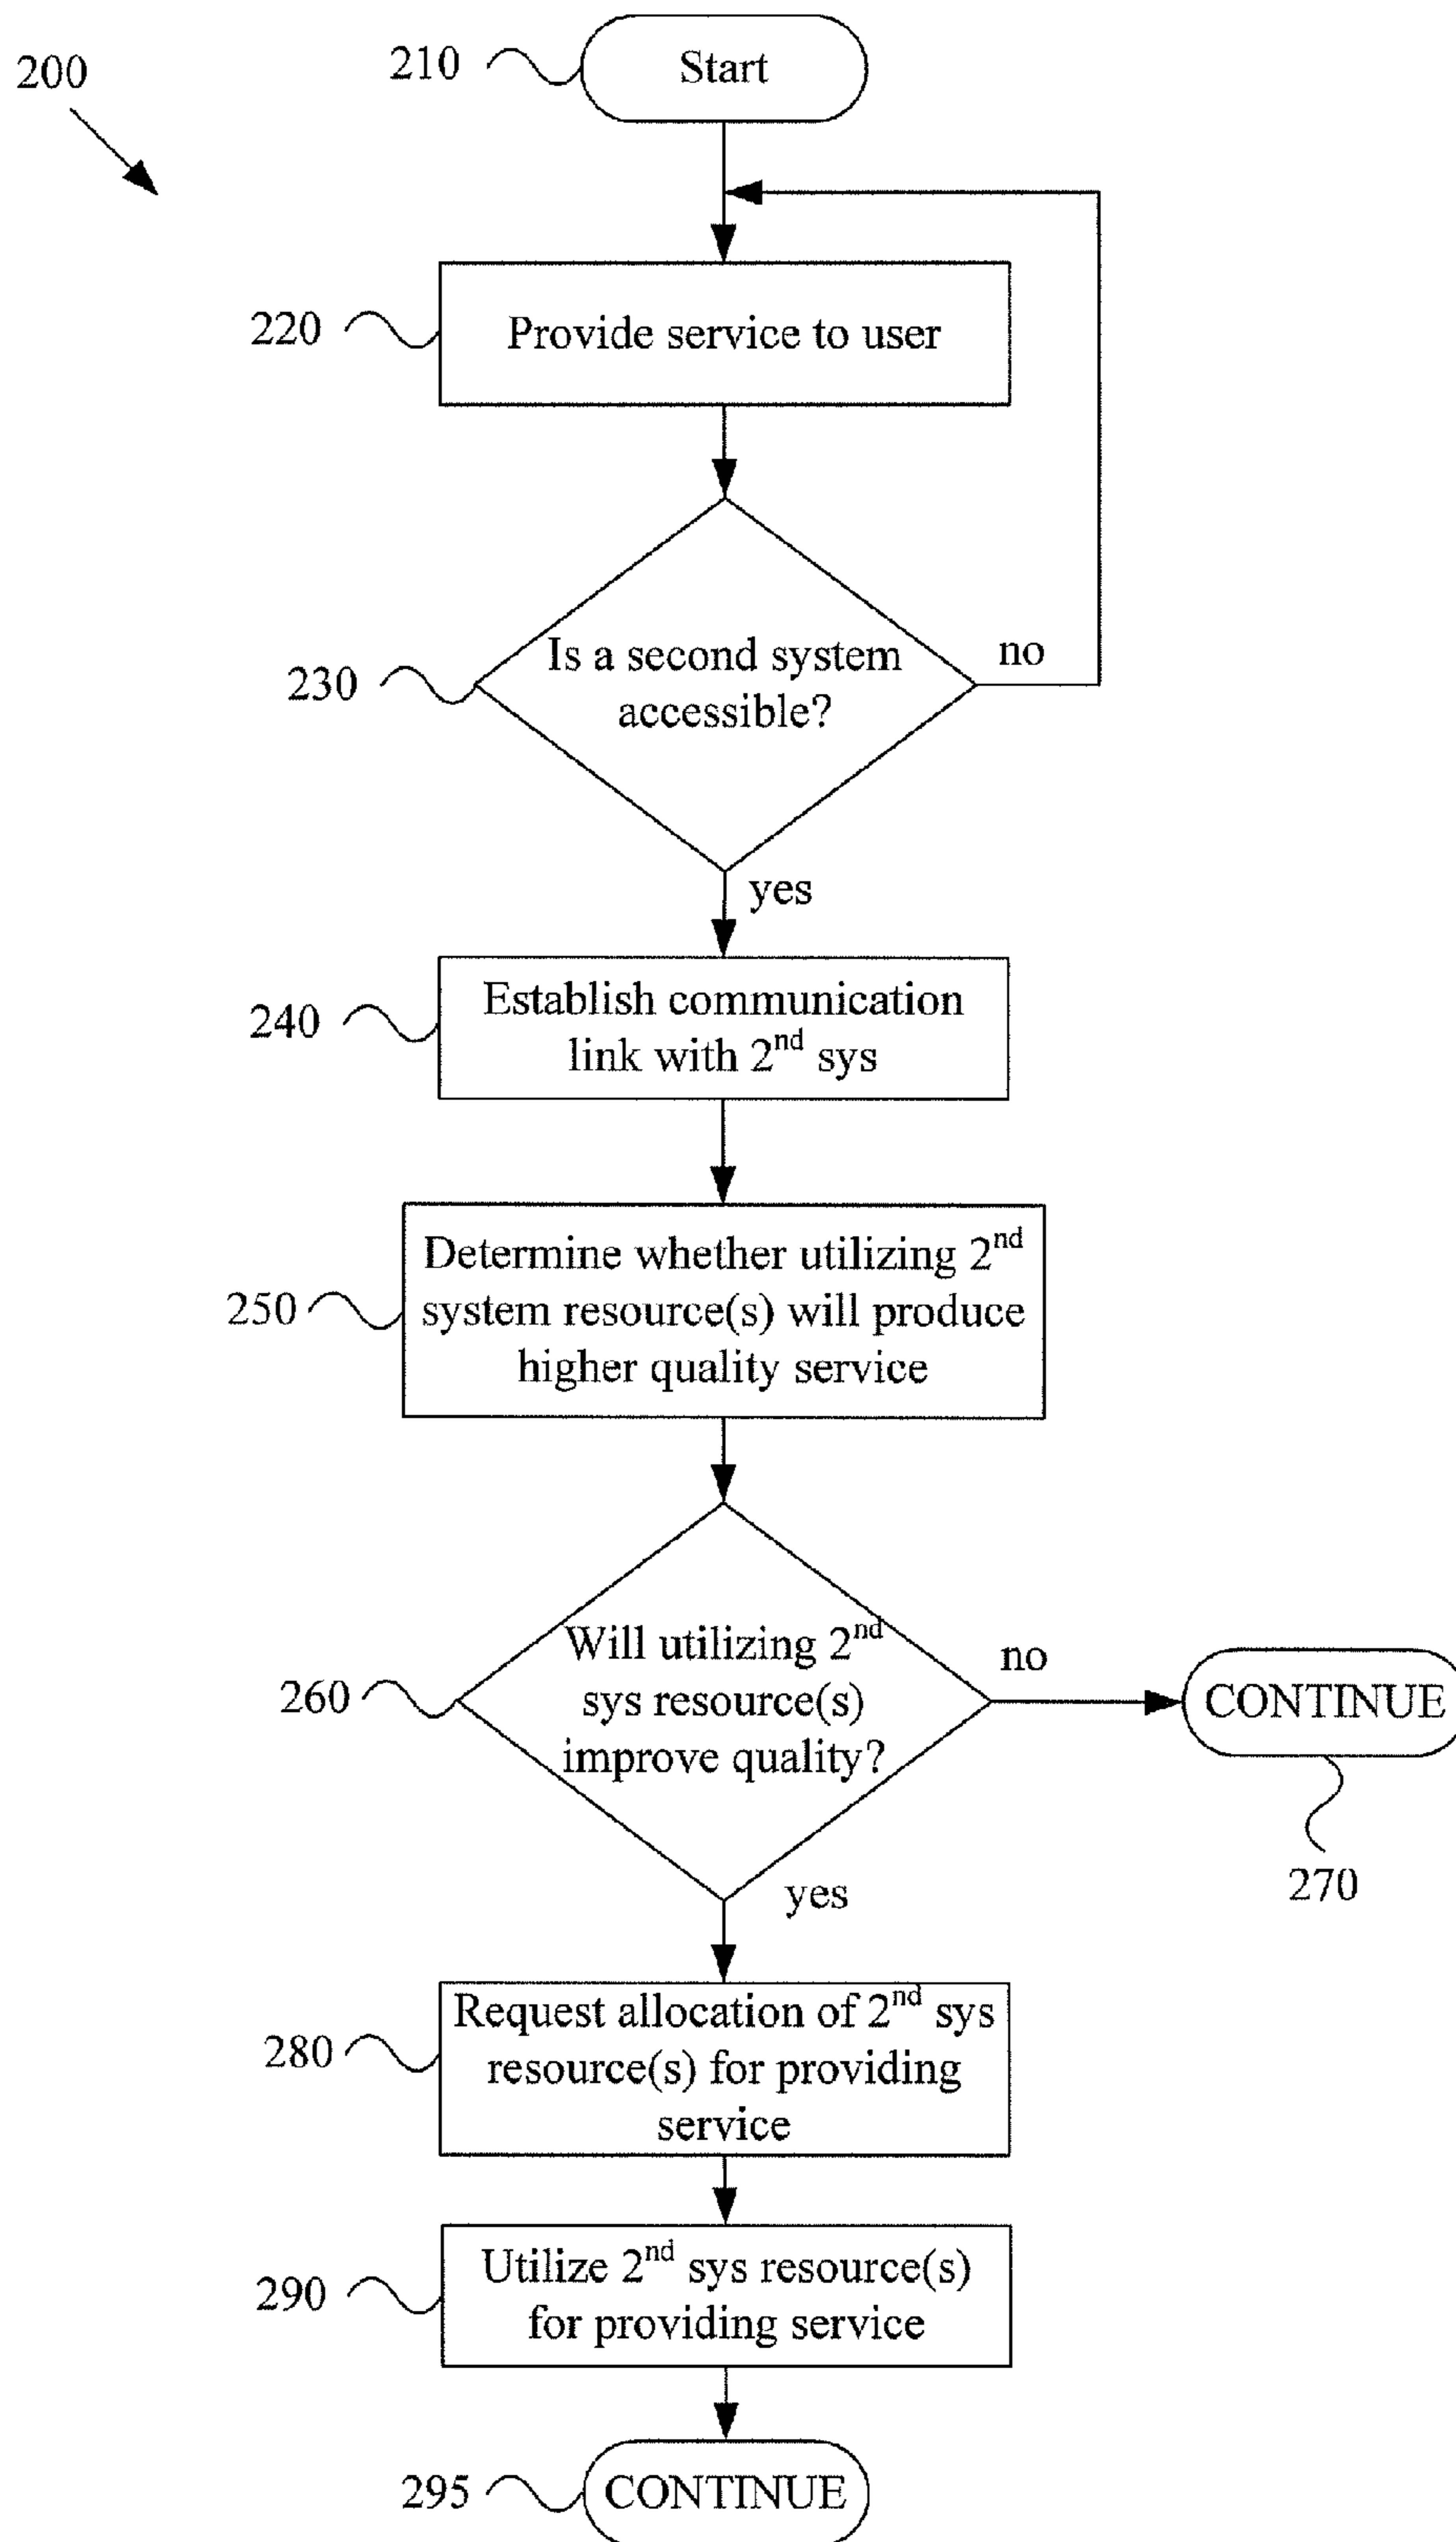 200
210
Start
220
Provide service to user
230
Is a second system
accessible?
no
yes
240
Establish communication
link with 2nd sys
250
Determine whether utilizing 2nd
system resource(s) will produce
higher quality service
260
Will utilizing 2nd
sys resource(s)
improve quality?
no
CONTINUE
270
yes
280
Request allocation of 2nd sys
resource(s) for providing
service
290
Utilize 2nd sys resource(s)
for providing service
295
CONTINUE